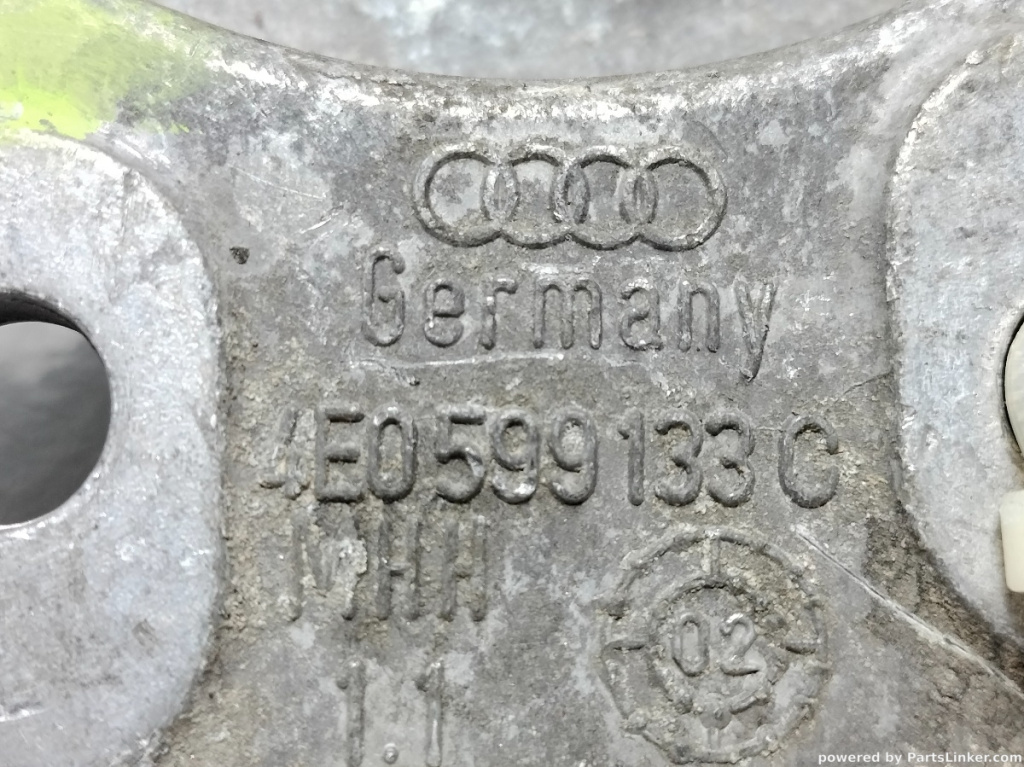 Germany
4E0 599 133 C
MHH
02
1.1
powered by PartsLinker.com